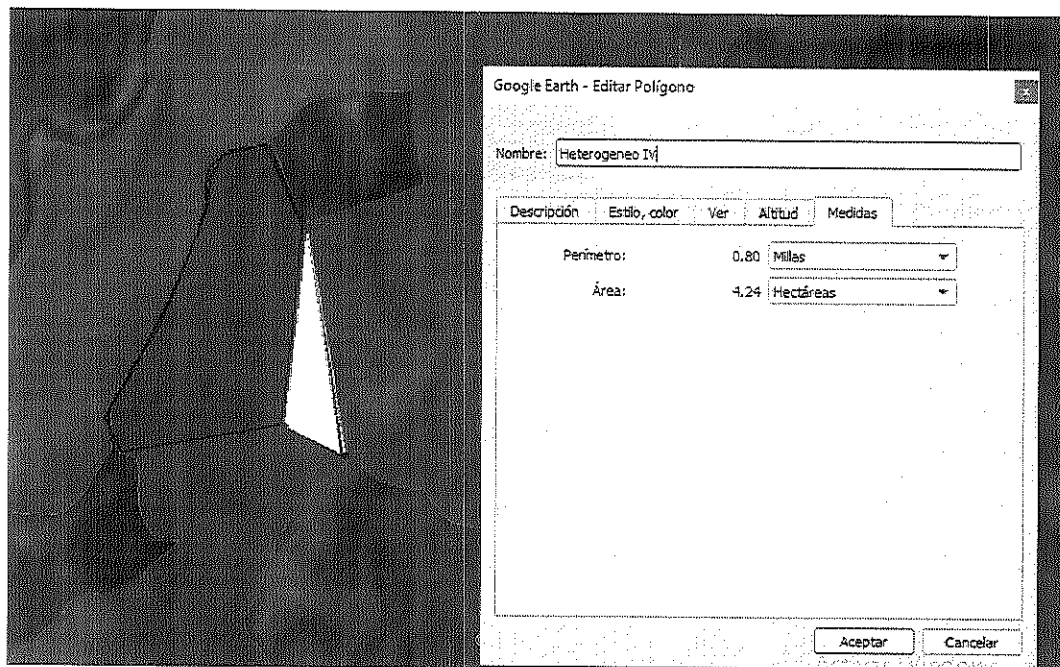 Google Earth - Editar Polígono
x
Nombre: Heterogeneo IV
Descripción Estilo, color Ver Altitud Medidas
Perímetro: 0.80 Millas
Área: 4.24 Hectáreas
Aceptar Cancelar